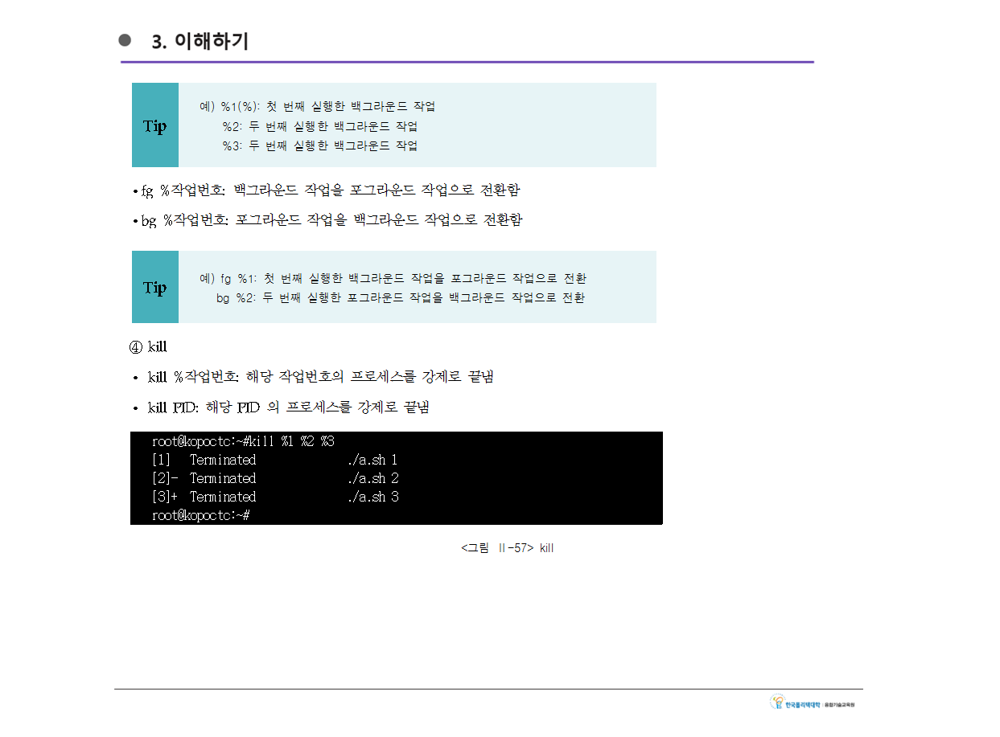 ● 3. 이해하기
Tip
예) %1(%): 첫 번째 실행한 백그라운드 작업
%2: 두 번째 실행한 백그라운드 작업
%3: 두 번째 실행한 백그라운드 작업
•fg %작업번호: 백그라운드 작업을 포그라운드 작업으로 전환함
•bg %작업번호: 포그라운드 작업을 백그라운드 작업으로 전환함
Tip
예) fg %1: 첫 번째 실행한 백그라운드 작업을 포그라운드 작업으로 전환
bg %2: 두 번째 실행한 포그라운드 작업을 백그라운드 작업으로 전환
④ kill
• kill %작업번호: 해당 작업번호의 프로세스를 강제로 끝냄
• kill PID: 해당 PID 의 프로세스를 강제로 끝냄
root@kopoctc:~#kill %1 %2 %3
[1] Terminated ./a.sh 1
[2]- Terminated ./a.sh 2
[3]+ Terminated ./a.sh 3
root@kopoctc:~#
<그림 Ⅱ-57> kill
한국폴리텍대학 | 융합기술교육원